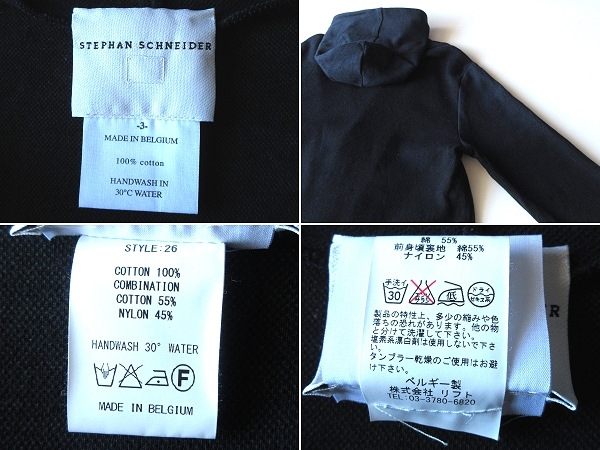 STEPHAN SCHNEIDER
-3-
MADE IN BELGIUM
100% cotton
HANDWASH IN
30°C WATER
STYLE:26
COTTON 100%
COMBINATION
COTTON 55%
NYLON 45%
HANDWASH 30° WATER
F
MADE IN BELGIUM
綿 55%
前身頃裏地 綿55%
ナイロン 45%
手洗イ
30
低
ドライ
R
製品の特性上、多少の縮みや色
落ちの恐れがあります。他の物
と分けて洗濯して下さい。
塩素系漂白剤は使用しないで下さ
い。
タンブラー乾燥のご使用はお避
け下さい。
ベルギー製
株式会社 リフト
TEL:03-3780-6820